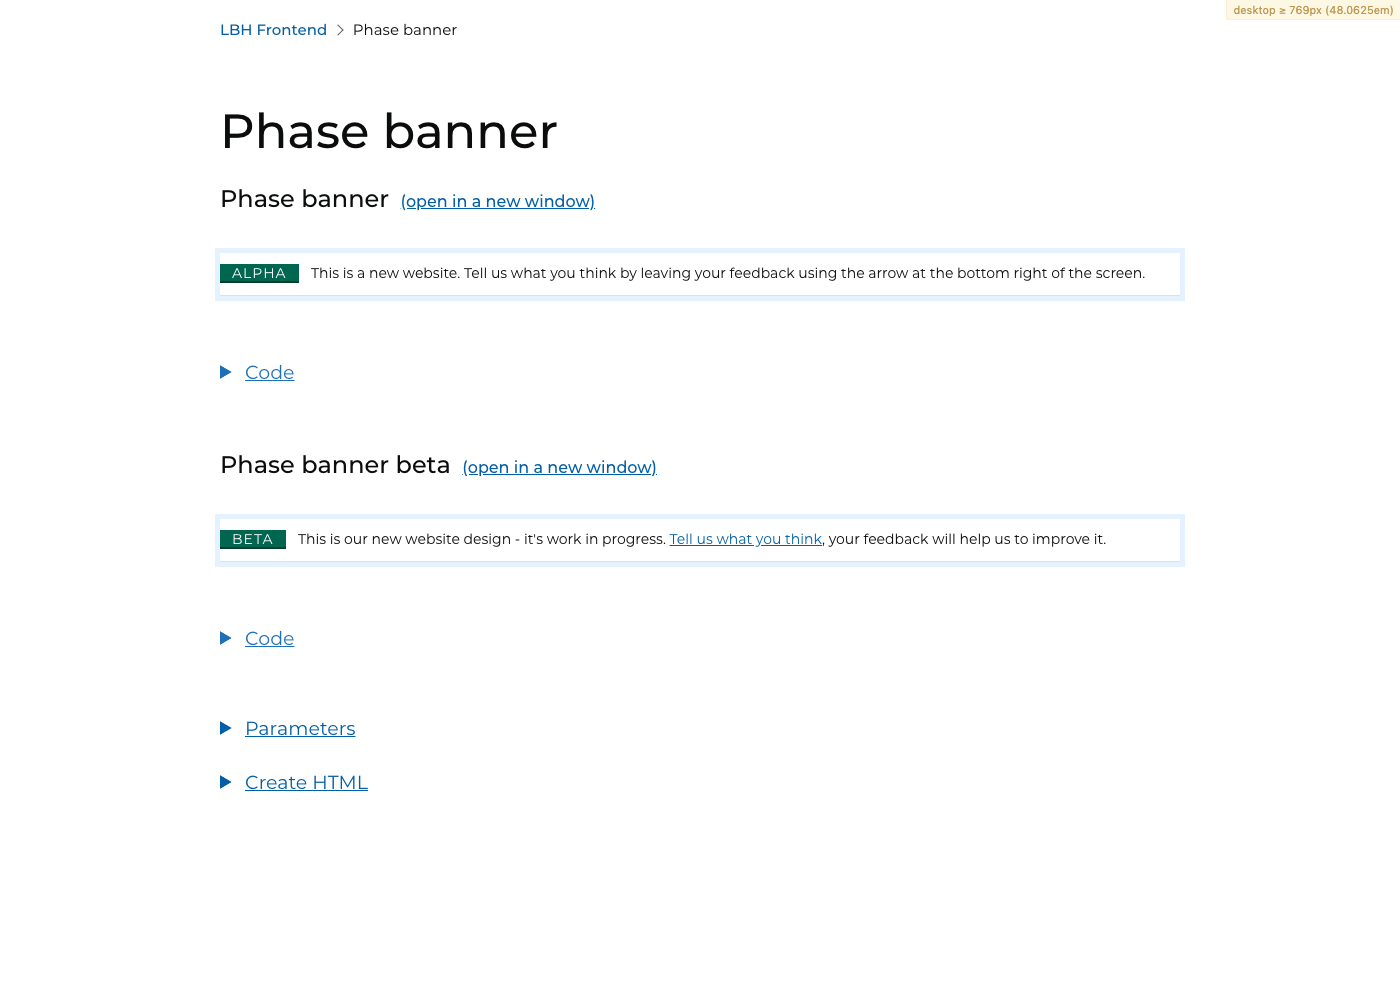 desktop ≥ 769px (48.0625em)
LBH Frontend > Phase banner
Phase banner
Phase banner (open in a new window)
ALPHA This is a new website. Tell us what you think by leaving your feedback using the arrow at the bottom right of the screen.
Code
Phase banner beta (open in a new window)
BETA This is our new website design - it's work in progress. Tell us what you think, your feedback will help us to improve it.
Code
Parameters
Create HTML